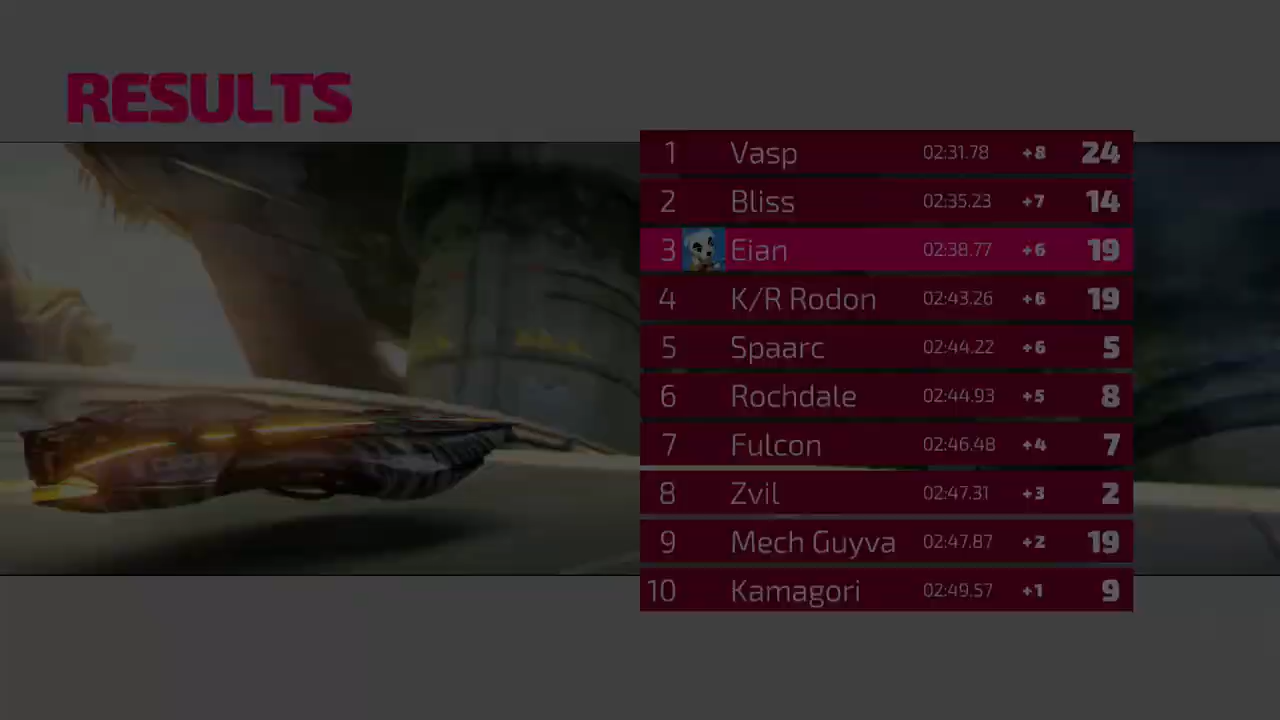 RESULTS
1 Vasp 02:31.78 +8 24
2 Bliss 02:35.23 +7 14
3 Eian 02:38.77 +6 19
4 K/R Rodon 02:43.26 +6 19
5 Spaarc 02:44.22 +6 5
6 Rochdale 02:44.93 +5 8
7 Fulcon 02:46.48 +4 7
8 Zvil 02:47.31 +3 2
9 Mech Guyva 02:47.87 +2 19
10 Kamagori 02:49.57 +1 9